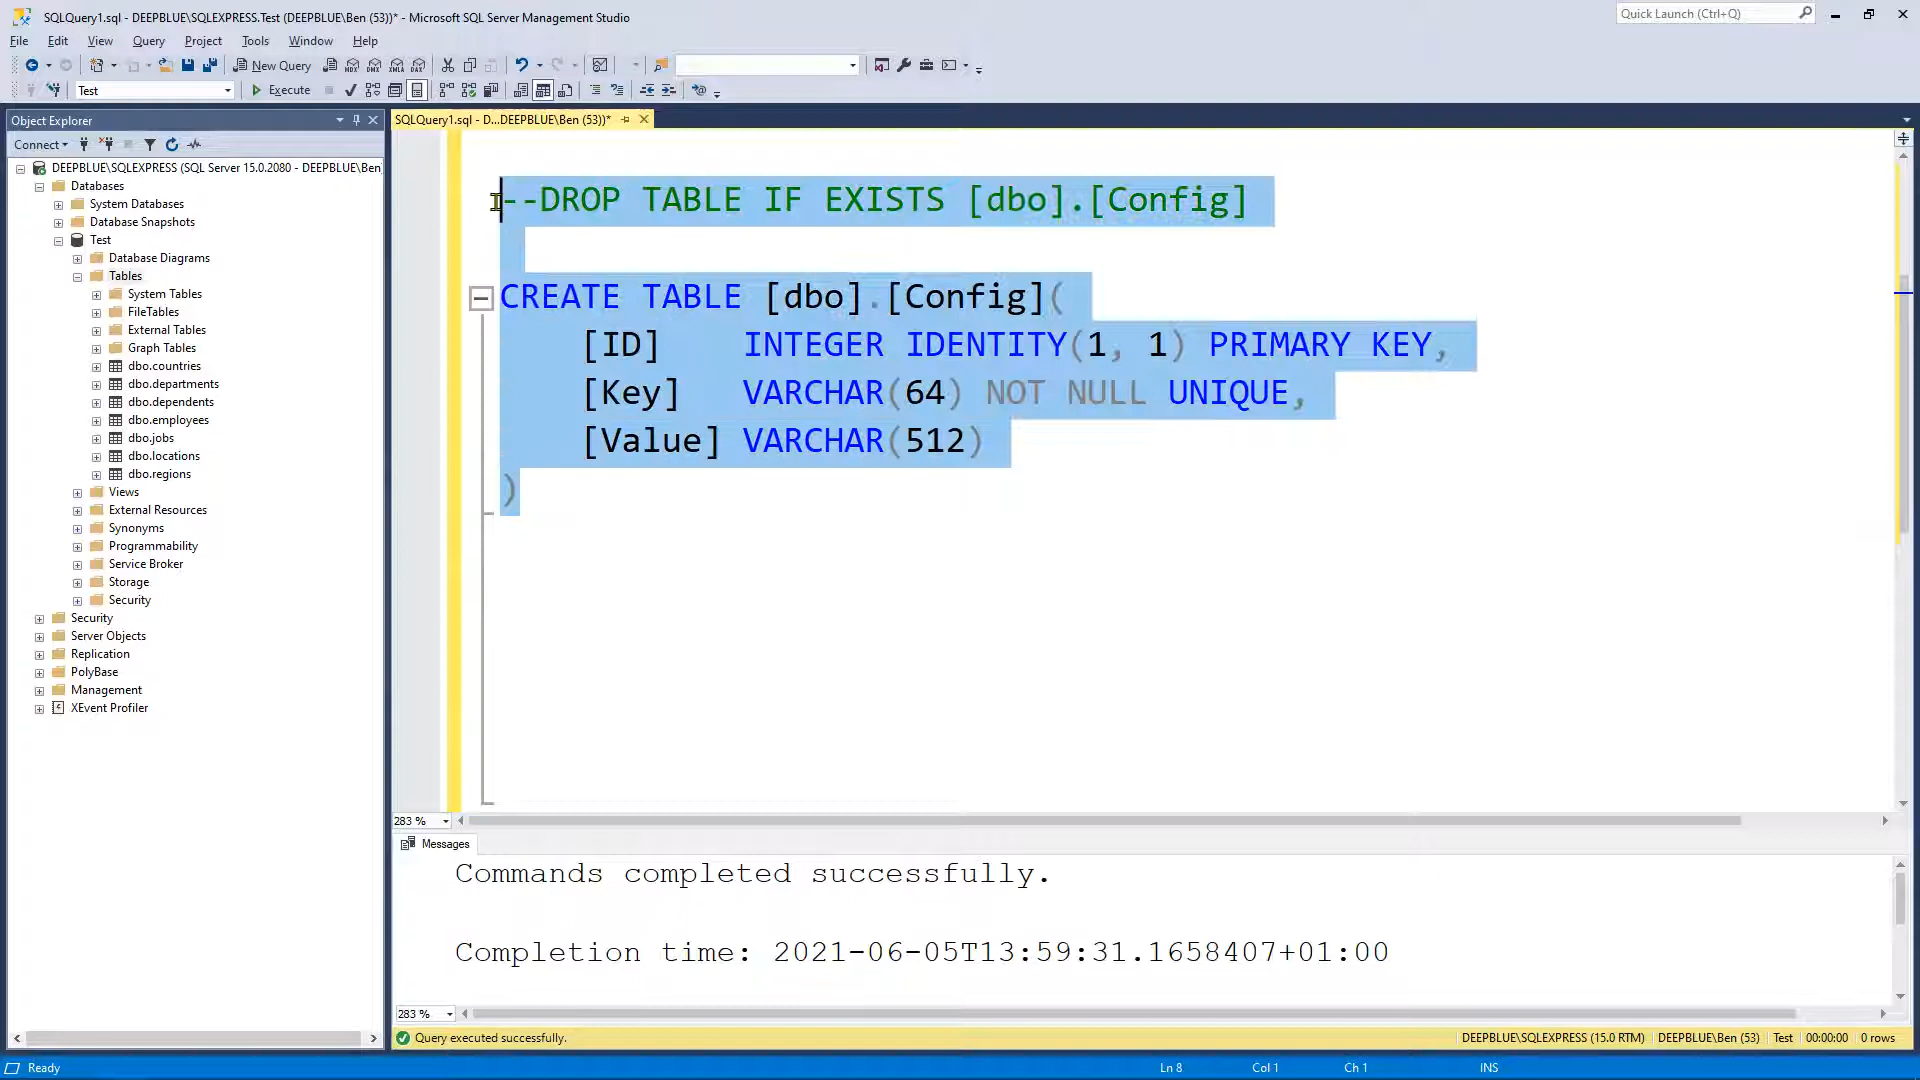 SQLQuery1.sql - DEEPBLUE\SQLEXPRESS.Test (DEEPBLUE\Ben (53))* - Microsoft SQL Server Management Studio
Quick Launch (Ctrl+Q)
File Edit View Query Project Tools Window Help
New Query
Test
Execute
Object Explorer
SQLQuery1.sql - D...DEEPBLUE\Ben (53))*
Connect
DEEPBLUE\SQLEXPRESS (SQL Server 15.0.2080 - DEEPBLUE\Ben
Databases
System Databases
Database Snapshots
Test
Database Diagrams
Tables
System Tables
FileTables
External Tables
Graph Tables
dbo.countries
dbo.departments
dbo.dependents
dbo.employees
dbo.jobs
dbo.locations
dbo.regions
Views
External Resources
Synonyms
Programmability
Service Broker
Storage
Security
Security
Server Objects
Replication
PolyBase
Management
XEvent Profiler
--DROP TABLE IF EXISTS [dbo].[Config]
CREATE TABLE [dbo].[Config](
[ID] INTEGER IDENTITY(1, 1) PRIMARY KEY,
[Key] VARCHAR(64) NOT NULL UNIQUE,
[Value] VARCHAR(512)
)
283 %
Messages
Commands completed successfully.
Completion time: 2021-06-05T13:59:31.1658407+01:00
283 %
Query executed successfully.
DEEPBLUE\SQLEXPRESS (15.0 RTM) DEEPBLUE\Ben (53) Test 00:00:00 0 rows
Ready
Ln 8 Col 1 Ch 1 INS